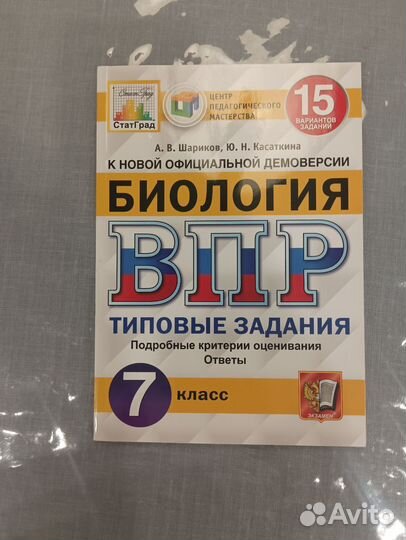 СтатГрад
ЦЕНТР
ПЕДАГОГИЧЕСКОГО
МАСТЕРСТВА
15
ВАРИАНТОВ
ЗАДАНИЙ
А. В. Шариков, Ю. Н. Касаткина
К НОВОЙ ОФИЦИАЛЬНОЙ ДЕМОВЕРСИИ
БИОЛОГИЯ
ВПР
ТИПОВЫЕ ЗАДАНИЯ
Подробные критерии оценивания
Ответы
7 класс
ЭКЗАМЕН
Avito